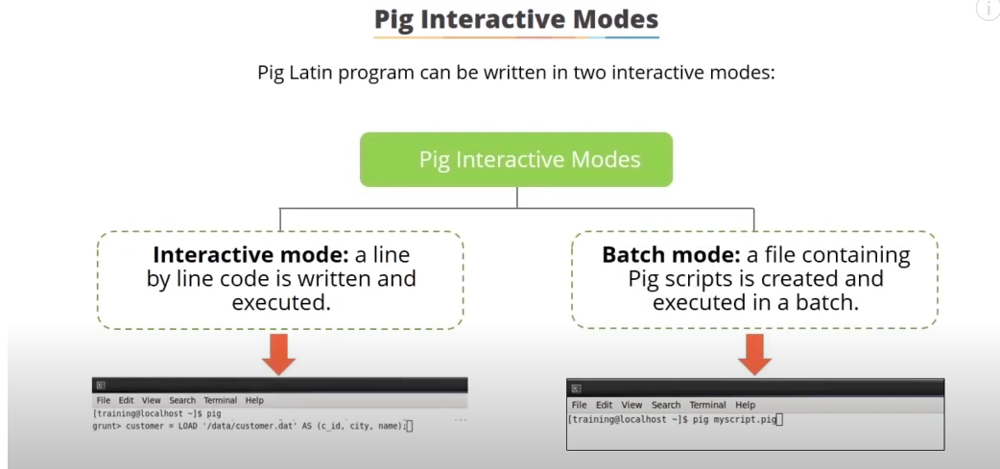 Pig Interactive Modes
Pig Latin program can be written in two interactive modes:
Pig Interactive Modes
Interactive mode: a line
by line code is written and
executed.
Batch mode: a file containing
Pig scripts is created and
executed in a batch.
File Edit View Search Terminal Help
[training@localhost ~]$ pig
grunt> customer = LOAD '/data/customer.dat' AS (c_id, city, name);
File Edit View Search Terminal Help
[training@localhost ~]$ pig myscript.pig